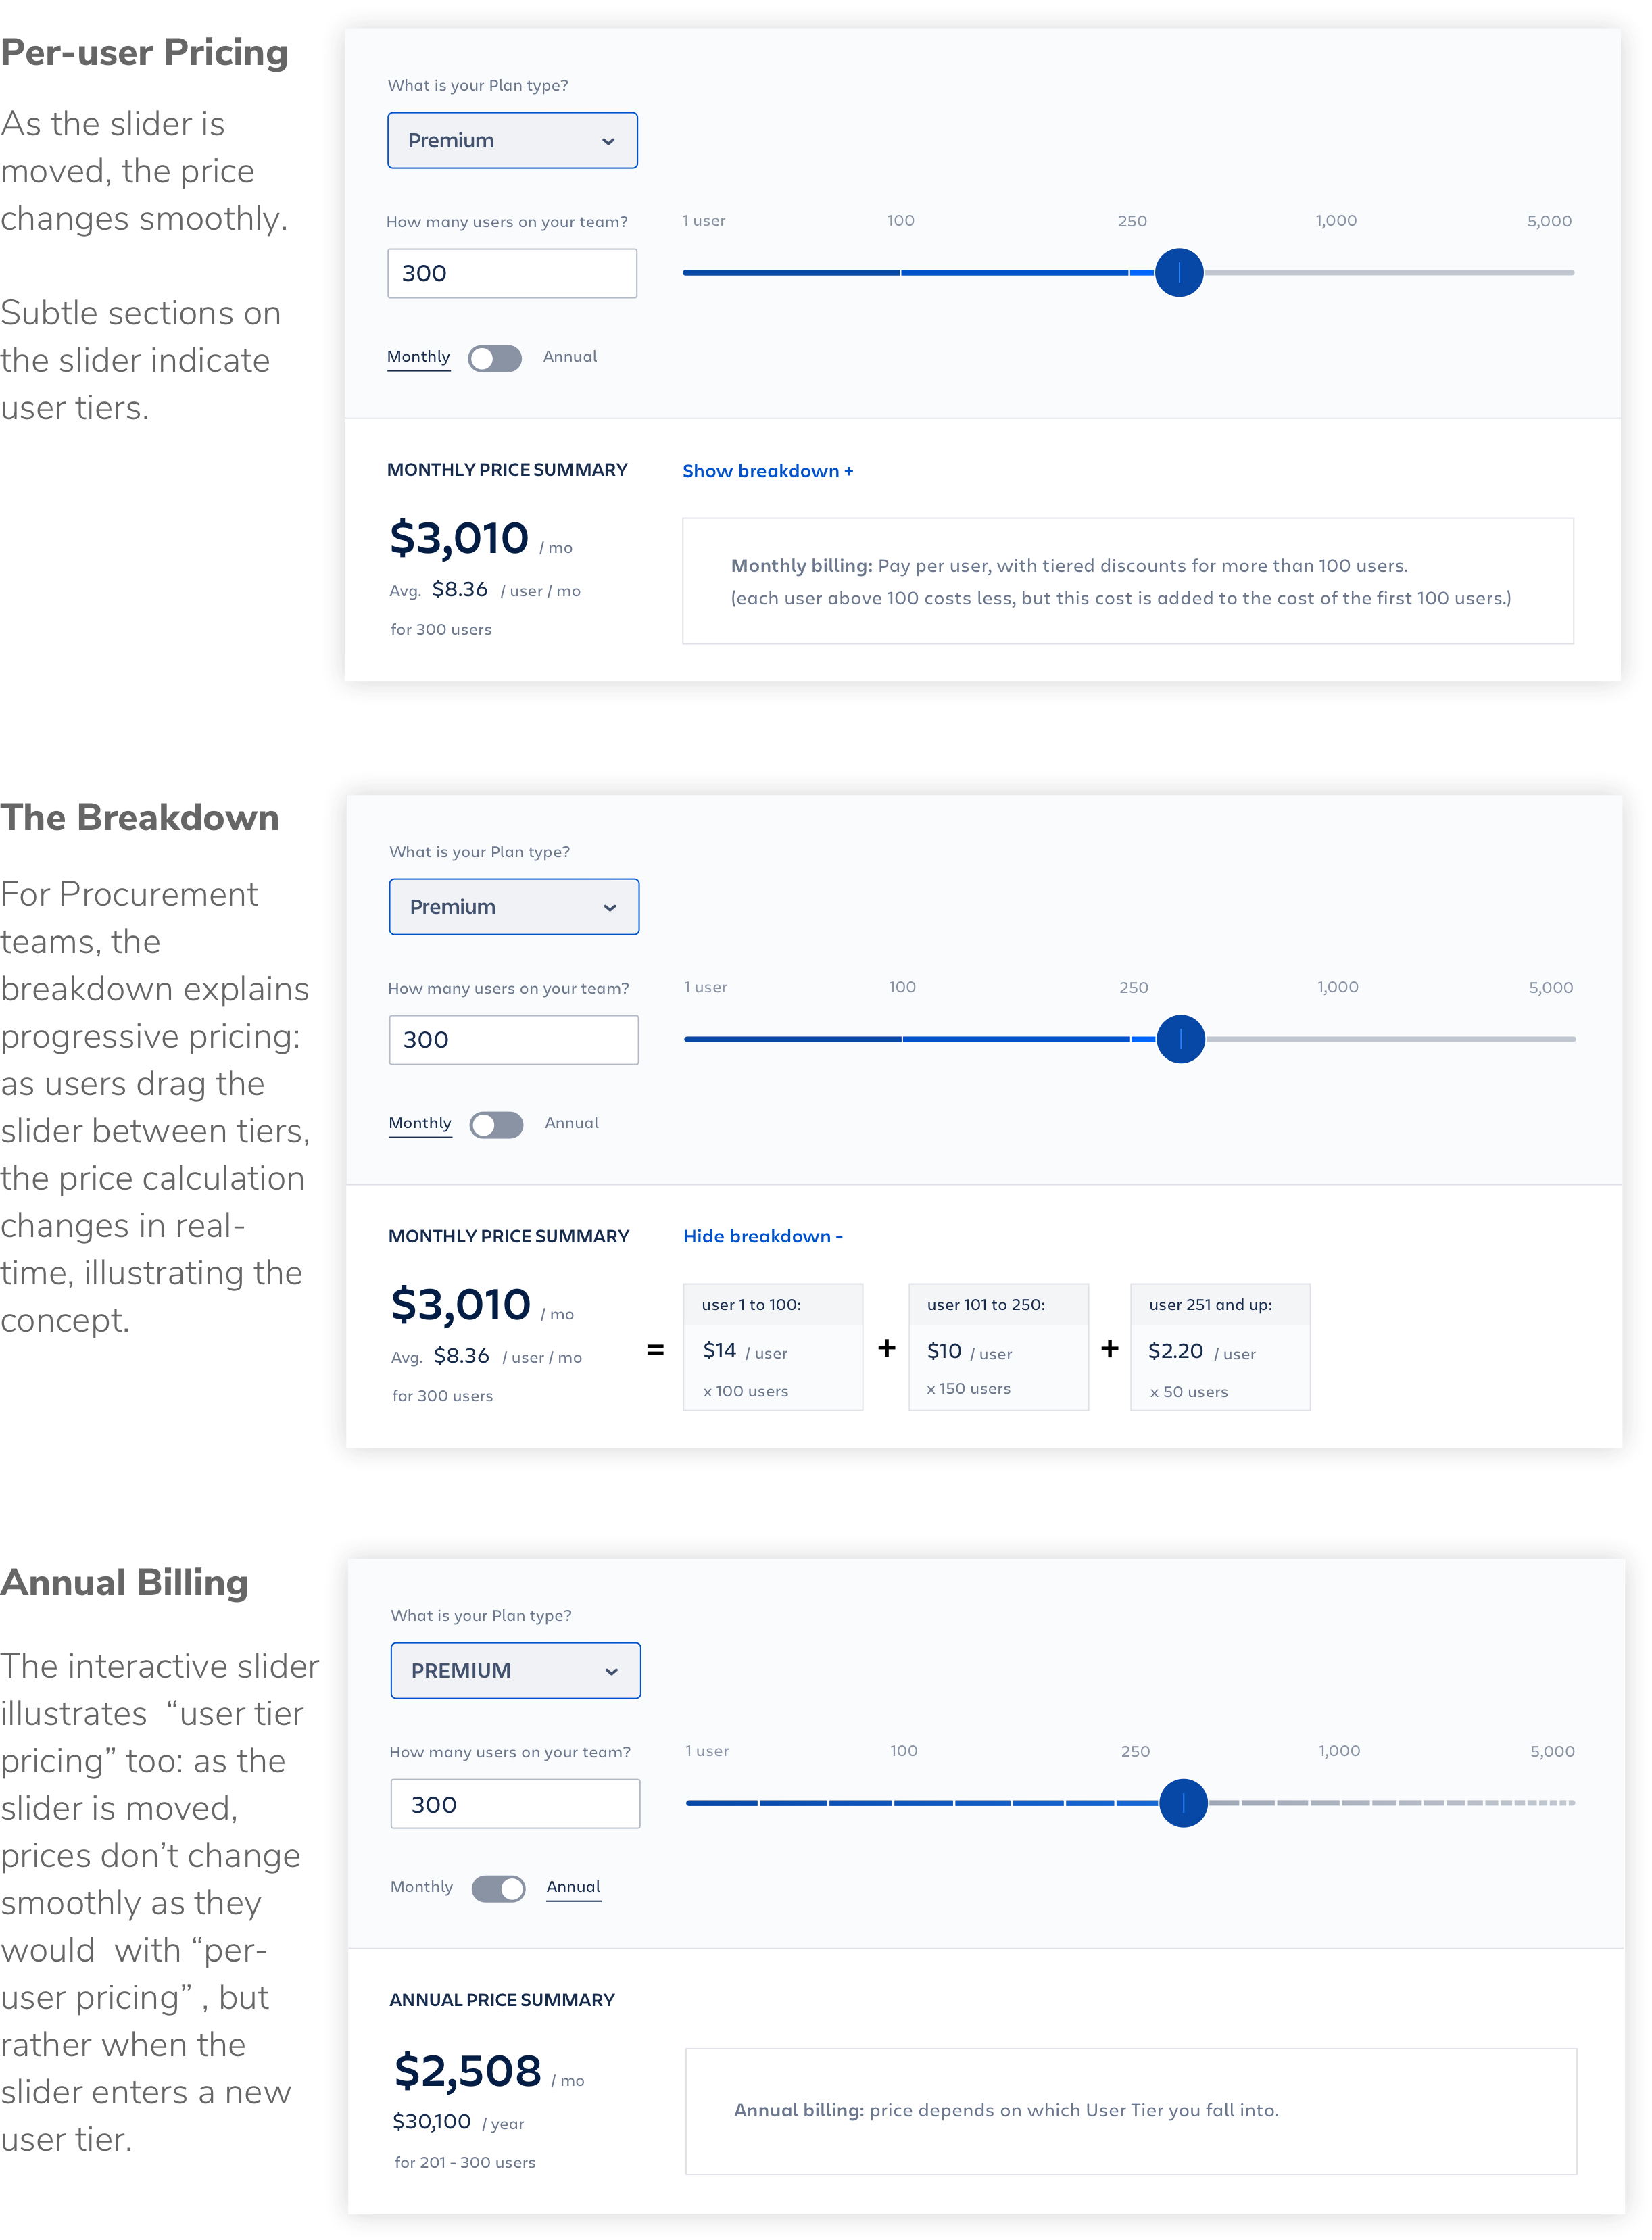 Per-user Pricing
As the slider is
moved, the price
changes smoothly.
Subtle sections on
the slider indicate
user tiers.
What is your Plan type?
Premium
How many users on your team?
1 user 100 250 1,000 5,000
300
Monthly Annual
MONTHLY PRICE SUMMARY
Show breakdown +
$3,010 / mo
Avg. $8.36 / user / mo
for 300 users
Monthly billing: Pay per user, with tiered discounts for more than 100 users.
(each user above 100 costs less, but this cost is added to the cost of the first 100 users.)
The Breakdown
For Procurement
teams, the
breakdown explains
progressive pricing:
as users drag the
slider between tiers,
the price calculation
changes in real-
time, illustrating the
concept.
What is your Plan type?
Premium
How many users on your team?
1 user 100 250 1,000 5,000
300
Monthly Annual
MONTHLY PRICE SUMMARY
Hide breakdown -
$3,010 / mo
Avg. $8.36 / user / mo
for 300 users
=
user 1 to 100:
$14 / user
x 100 users
+
user 101 to 250:
$10 / user
x 150 users
+
user 251 and up:
$2.20 / user
x 50 users
Annual Billing
The interactive slider
illustrates “user tier
pricing” too: as the
slider is moved,
prices don’t change
smoothly as they
would with “per-
user pricing” , but
rather when the
slider enters a new
user tier.
What is your Plan type?
PREMIUM
How many users on your team?
1 user 100 250 1,000 5,000
300
Monthly Annual
ANNUAL PRICE SUMMARY
$2,508 / mo
$30,100 / year
for 201 - 300 users
Annual billing: price depends on which User Tier you fall into.